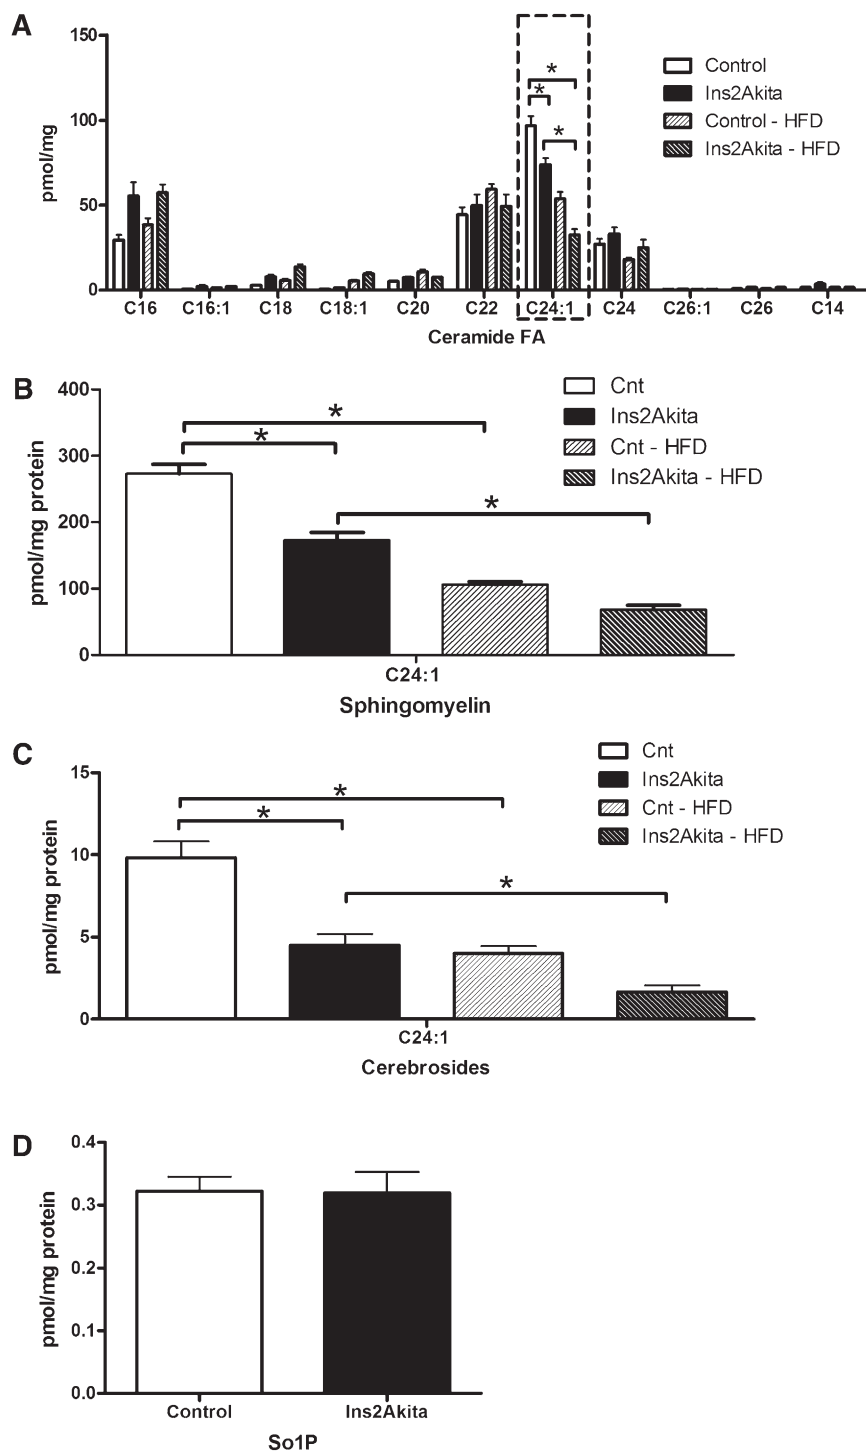 A
150
100
50
0
pmol/mg
*
*
*
Control
Ins2Akita
Control - HFD
Ins2Akita - HFD
C16 C16:1 C18 C18:1 C20 C22 C24:1 C24 C26:1 C26 C14
Ceramide FA
B
400
300
200
100
0
pmol/mg protein
*
*
*
Cnt
Ins2Akita
Cnt - HFD
Ins2Akita - HFD
C24:1
Sphingomyelin
C
15
10
5
0
pmol/mg protein
*
*
*
Cnt
Ins2Akita
Cnt - HFD
Ins2Akita - HFD
C24:1
Cerebrosides
D
0.4
0.3
0.2
0.1
0.0
pmol/mg protein
Control Ins2Akita
So1P